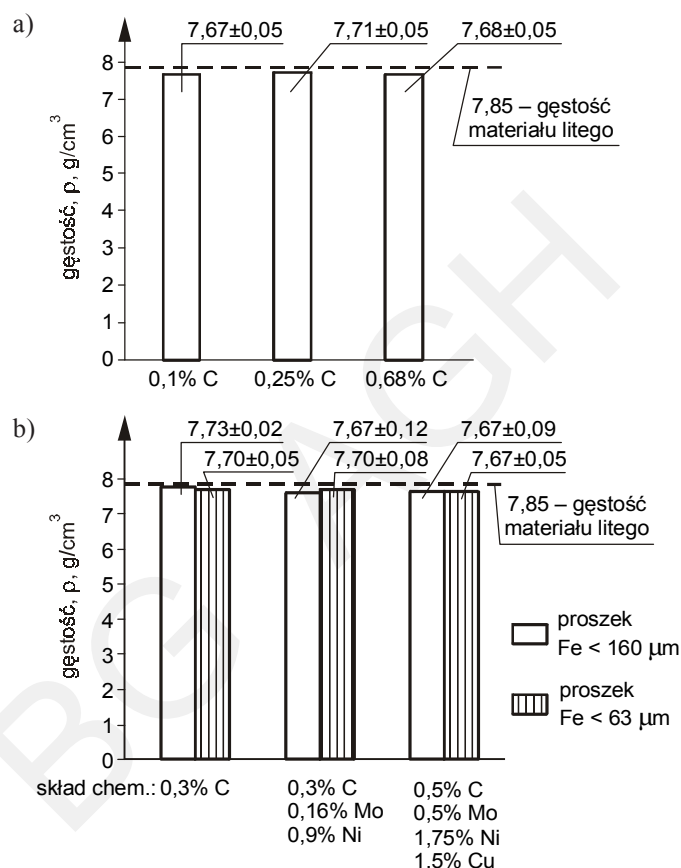 a)
7,67±0,05
7,71±0,05
7,68±0,05
gęstość, ρ, g/cm³
8
7
6
5
4
3
2
1
0
7,85 – gęstość
materiału litego
0,1% C
0,25% C
0,68% C
b)
7,73±0,02
7,67±0,12
7,67±0,09
7,70±0,05
7,70±0,08
7,67±0,05
gęstość, ρ, g/cm³
8
7
6
5
4
3
2
1
0
7,85 – gęstość
materiału litego
proszek
Fe < 160 μm
proszek
Fe < 63 μm
skład chem.: 0,3% C
0,3% C
0,16% Mo
0,9% Ni
0,5% C
0,5% Mo
1,75% Ni
1,5% Cu
BG AGH